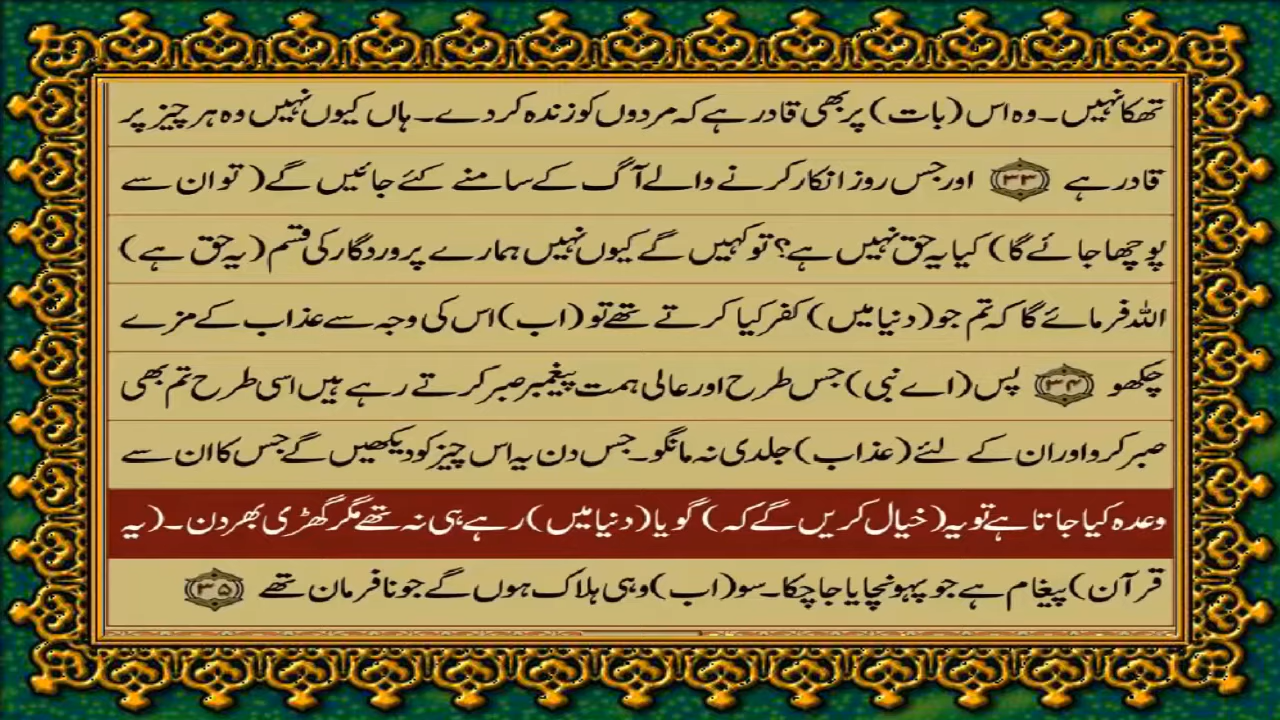 تھکا نہیں۔ وہ اس (بات) پر بھی قادر ہے کہ مردوں کو زندہ کر دے۔ ہاں کیوں نہیں وہ ہر چیز پر
قادر ہے ۳۳ اور جس روز انکار کرنے والے آگ کے سامنے کئے جائیں گے( تو ان سے
پوچھا جائے گا) کیا یہ حق نہیں ہے؟ تو کہیں گے کیوں نہیں ہمارے پروردگار کی قسم (یہ حق ہے)
اللہ فرمائے گا کہ تم جو (دنیا میں) کفر کیا کرتے تھے تو (اب) اس کی وجہ سے عذاب کے مزے
چکھو ۳۴ پس (اے نبی) جس طرح اور عالی ہمت پیغمبر صبر کرتے رہے ہیں اسی طرح تم بھی
صبر کرو اور ان کے لئے (عذاب) جلدی نہ مانگو۔ جس دن یہ اس چیز کو دیکھیں گے جس کا ان سے
وعدہ کیا جاتا ہے تو یہ (خیال کریں گے کہ) گویا (دنیا میں) رہے ہی نہ تھے مگر گھڑی بھر دن۔ (یہ
قرآن) پیغام ہے جو پہونچایا جا چکا۔ سو (اب) وہی ہلاک ہوں گے جو نافرمان تھے ۳۵